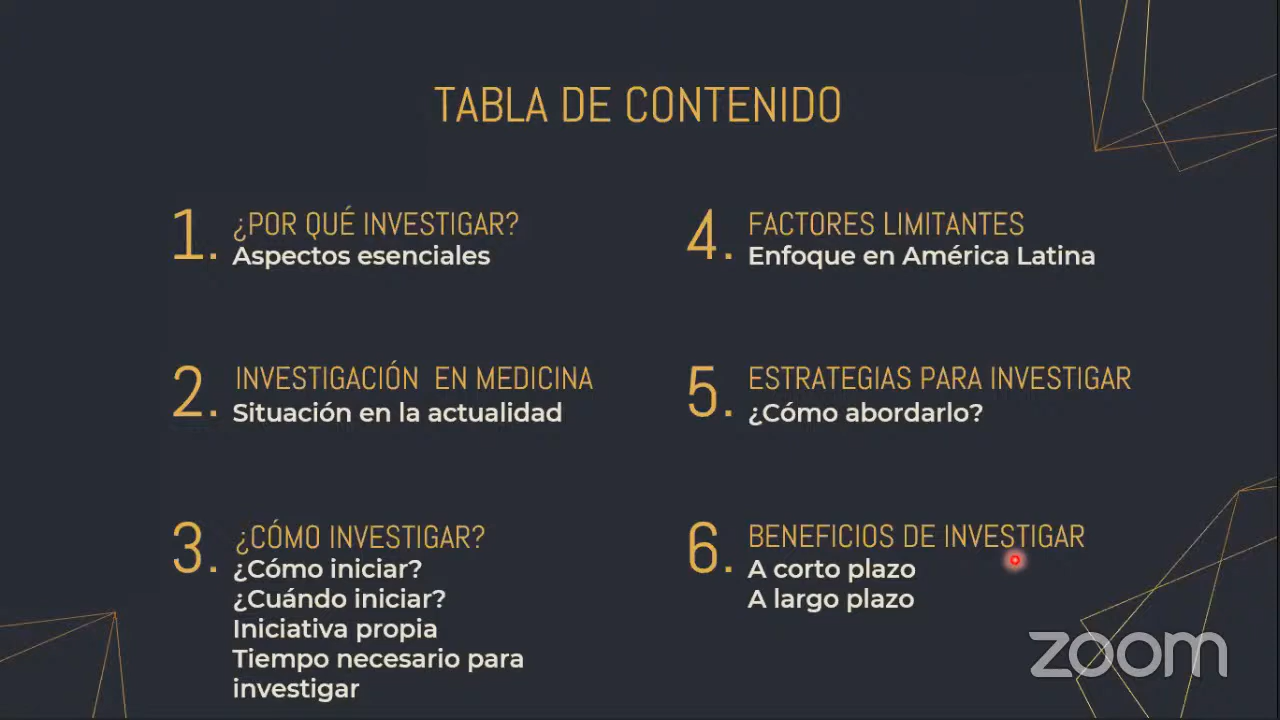 TABLA DE CONTENIDO
1. ¿POR QUÉ INVESTIGAR?
Aspectos esenciales
2. INVESTIGACIÓN EN MEDICINA
Situación en la actualidad
3. ¿CÓMO INVESTIGAR?
¿Cómo iniciar?
¿Cuándo iniciar?
Iniciativa propia
Tiempo necesario para
investigar
4. FACTORES LIMITANTES
Enfoque en América Latina
5. ESTRATEGIAS PARA INVESTIGAR
¿Cómo abordarlo?
6. BENEFICIOS DE INVESTIGAR
A corto plazo
A largo plazo
zoom